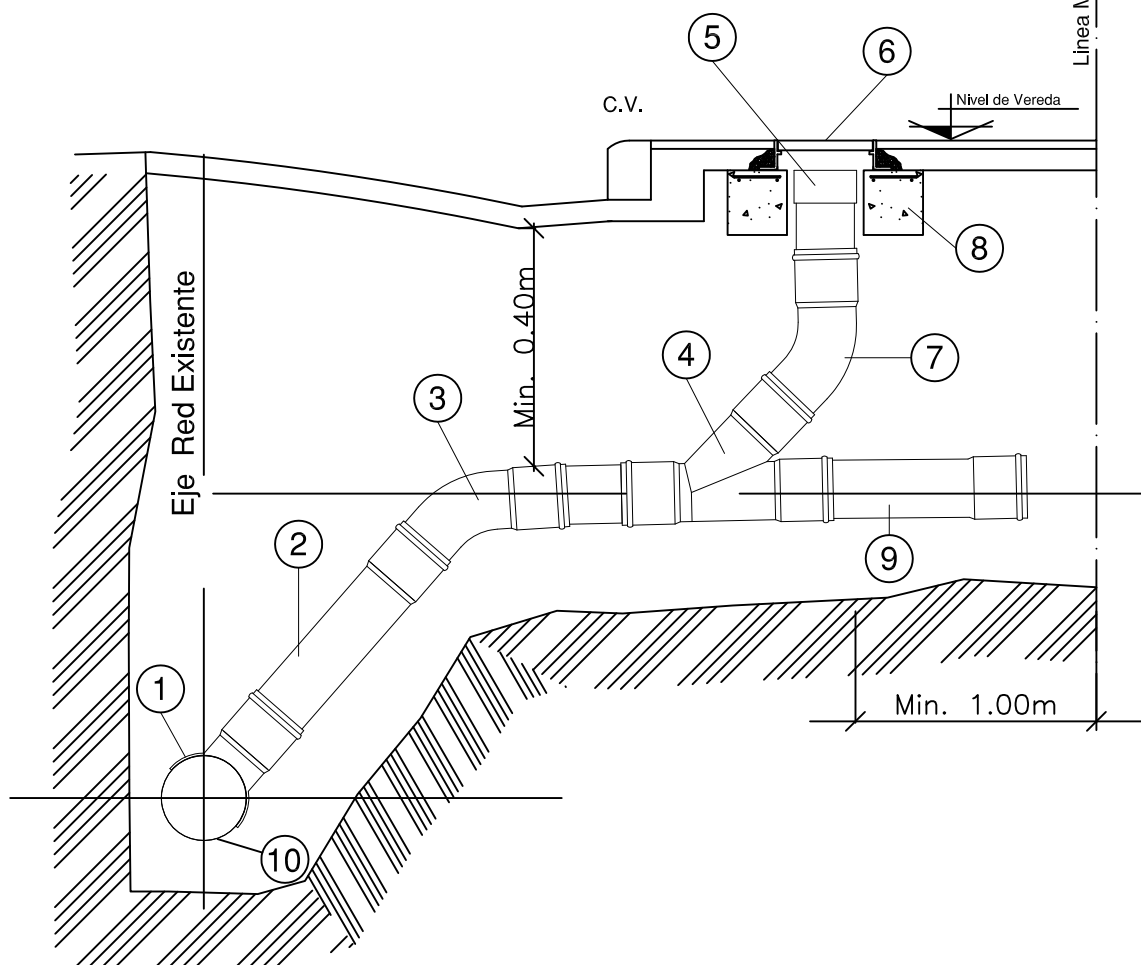 5
6
Linea M
C.V.
Nivel de Vereda
8
Eje Red Existente
Min. 0.40m
4
7
3
2
9
1
Min. 1.00m
10